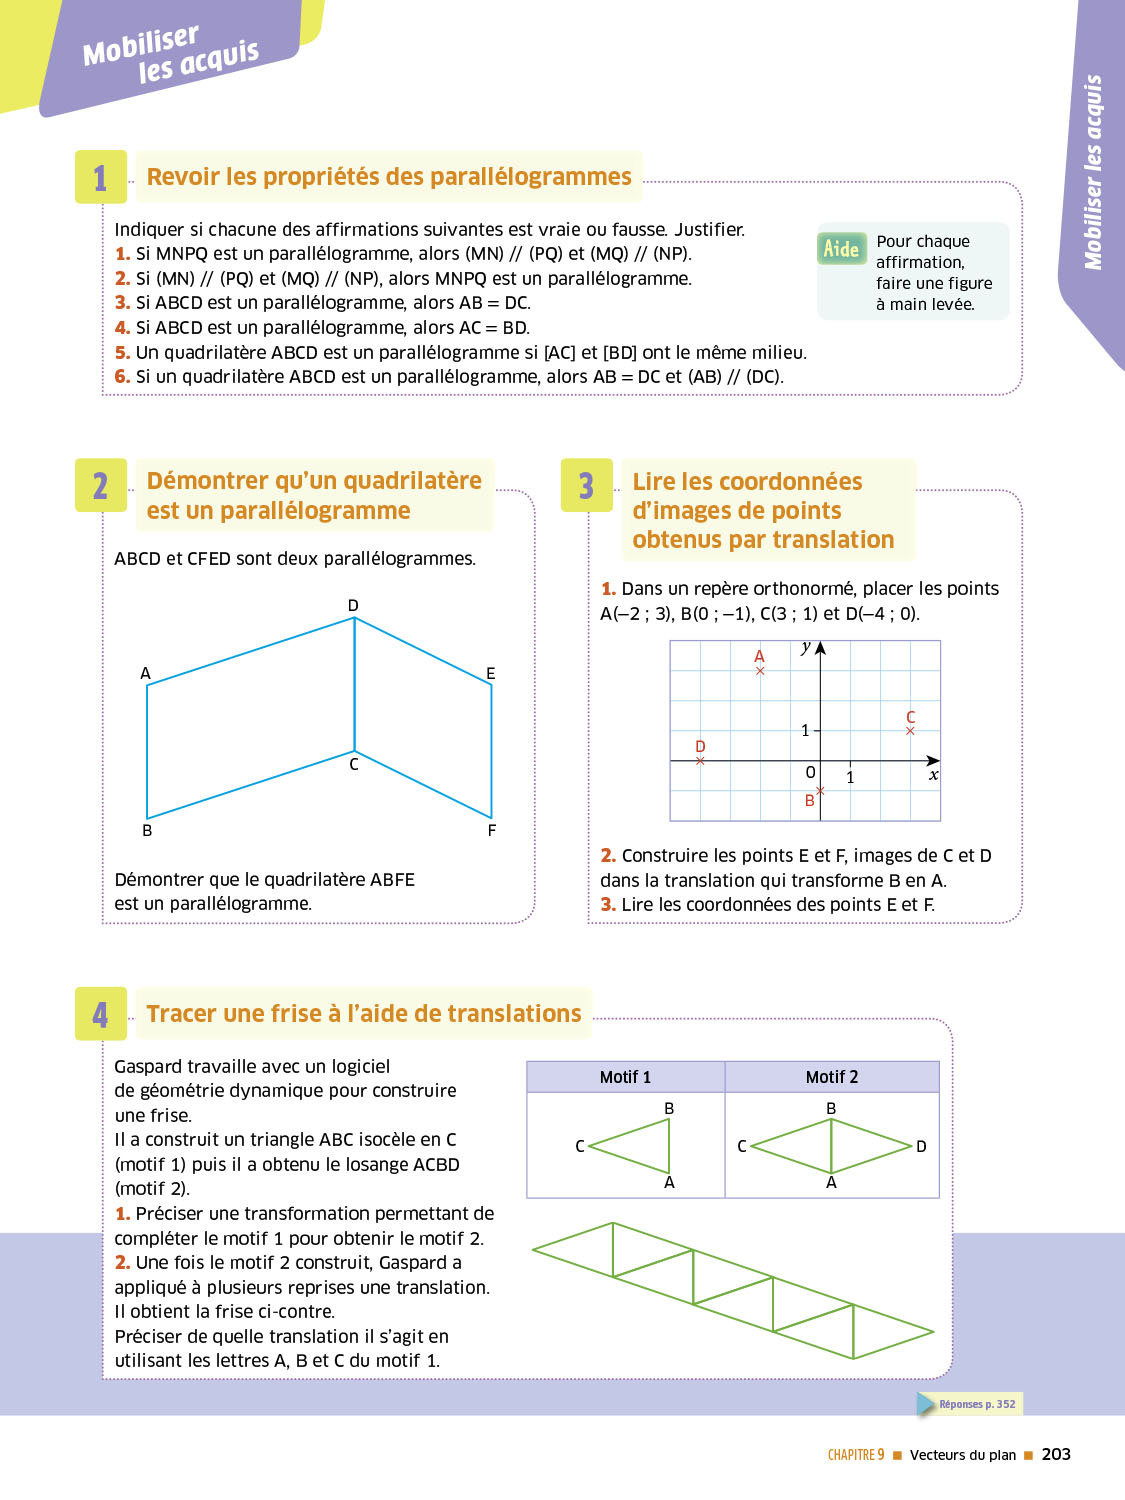 Mobiliser
les acquis
Mobiliser les acquis
1 Revoir les propriétés des parallélogrammes
Indiquer si chacune des affirmations suivantes est vraie ou fausse. Justifier.
1. Si MNPQ est un parallélogramme, alors (MN) // (PQ) et (MQ) // (NP).
2. Si (MN) // (PQ) et (MQ) // (NP), alors MNPQ est un parallélogramme.
3. Si ABCD est un parallélogramme, alors AB = DC.
4. Si ABCD est un parallélogramme, alors AC = BD.
5. Un quadrilatère ABCD est un parallélogramme si [AC] et [BD] ont le même milieu.
6. Si un quadrilatère ABCD est un parallélogramme, alors AB = DC et (AB) // (DC).
Aide
Pour chaque
affirmation,
faire une figure
à main levée.
2 Démontrer qu'un quadrilatère
est un parallélogramme
ABCD et CFED sont deux parallélogrammes.
D
A
E
C
B
F
Démontrer que le quadrilatère ABFE
est un parallélogramme.
3 Lire les coordonnées
d'images de points
obtenus par translation
1. Dans un repère orthonormé, placer les points
A(–2 ; 3), B(0 ; –1), C(3 ; 1) et D(–4 ; 0).
y
A
C
1
D
O
1
x
B
2. Construire les points E et F, images de C et D
dans la translation qui transforme B en A.
3. Lire les coordonnées des points E et F.
4 Tracer une frise à l'aide de translations
Gaspard travaille avec un logiciel
de géométrie dynamique pour construire
une frise.
Il a construit un triangle ABC isocèle en C
(motif 1) puis il a obtenu le losange ACBD
(motif 2).
1. Préciser une transformation permettant de
compléter le motif 1 pour obtenir le motif 2.
2. Une fois le motif 2 construit, Gaspard a
appliqué à plusieurs reprises une translation.
Il obtient la frise ci-contre.
Préciser de quelle translation il s'agit en
utilisant les lettres A, B et C du motif 1.
Motif 1
Motif 2
B
C
A
B
C
D
A
Réponses p. 352
CHAPITRE 9 ■ Vecteurs du plan ■ 203